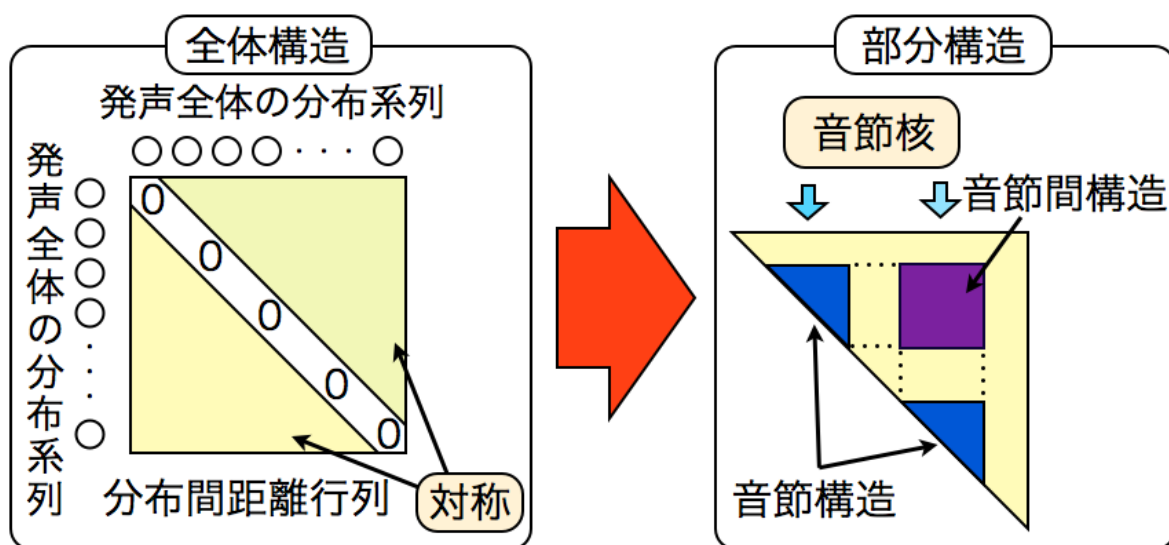 全体構造
発声全体の分布系列
・・・
発声全体の分布系列
・・・
0
0
0
0
0
分布間距離行列
対称
部分構造
音節核
音節間構造
音節構造